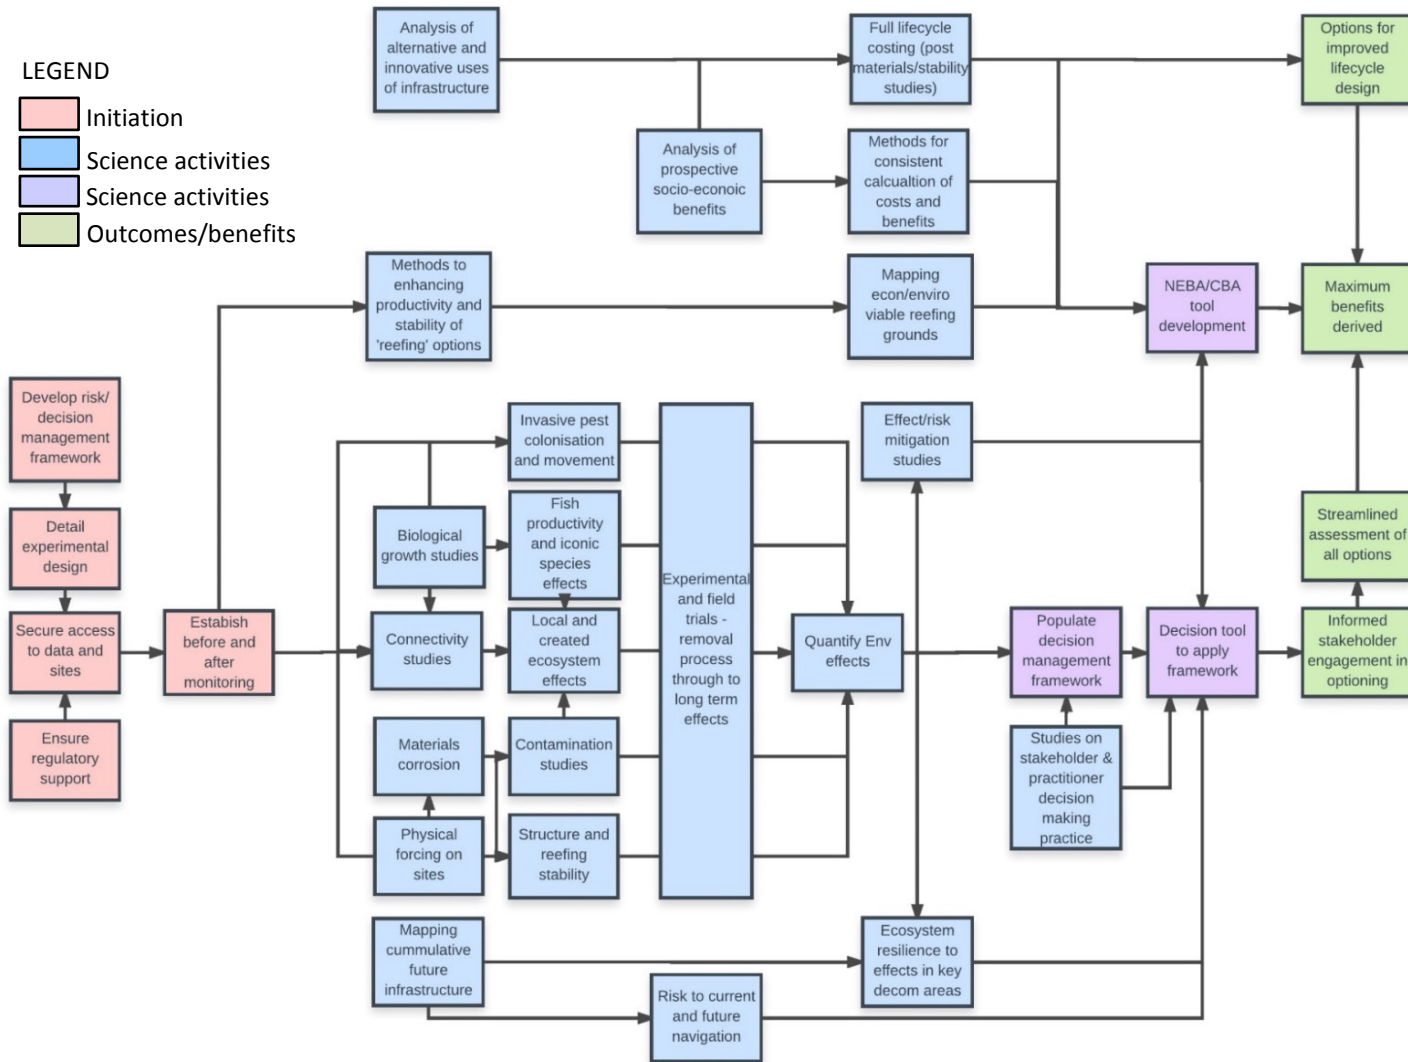 LEGEND
Initiation
Science activities
Science activities
Outcomes/benefits
Analysis of
alternative and
innovative uses
of infrastructure
Full lifecycle
costing (post
materials/stability
studies)
Options for
improved
lifecycle
design
Analysis of
prospective
socio-econoic
benefits
Methods for
consistent
calcualtion of
costs and
benefits
Methods to
enhancing
productivity and
stability of
'reefing' options
Mapping
econ/enviro
viable reefing
grounds
NEBA/CBA
tool
development
Maximum
benefits
derived
Develop risk/
decision
management
framework
Detail
experimental
design
Secure access
to data and
sites
Ensure
regulatory
support
Estabish
before and
after
monitoring
Invasive pest
colonisation
and movement
Biological
growth studies
Fish
productivity
and iconic
species
effects
Connectivity
studies
Local and
created
ecosystem
effects
Materials
corrosion
Contamination
studies
Physical
forcing on
sites
Structure and
reefing
stability
Experimental
and field
trials -
removal
process
through to
long term
effects
Quantify Env
effects
Effect/risk
mitigation
studies
Populate
decision
management
framework
Decision tool
to apply
framework
Streamlined
assessment of
all options
Informed
stakeholder
engagement in
optioning
Studies on
stakeholder &
practitioner
decision
making
practice
Mapping
cummulative
future
infrastructure
Risk to current
and future
navigation
Ecosystem
resilience to
effects in key
decom areas